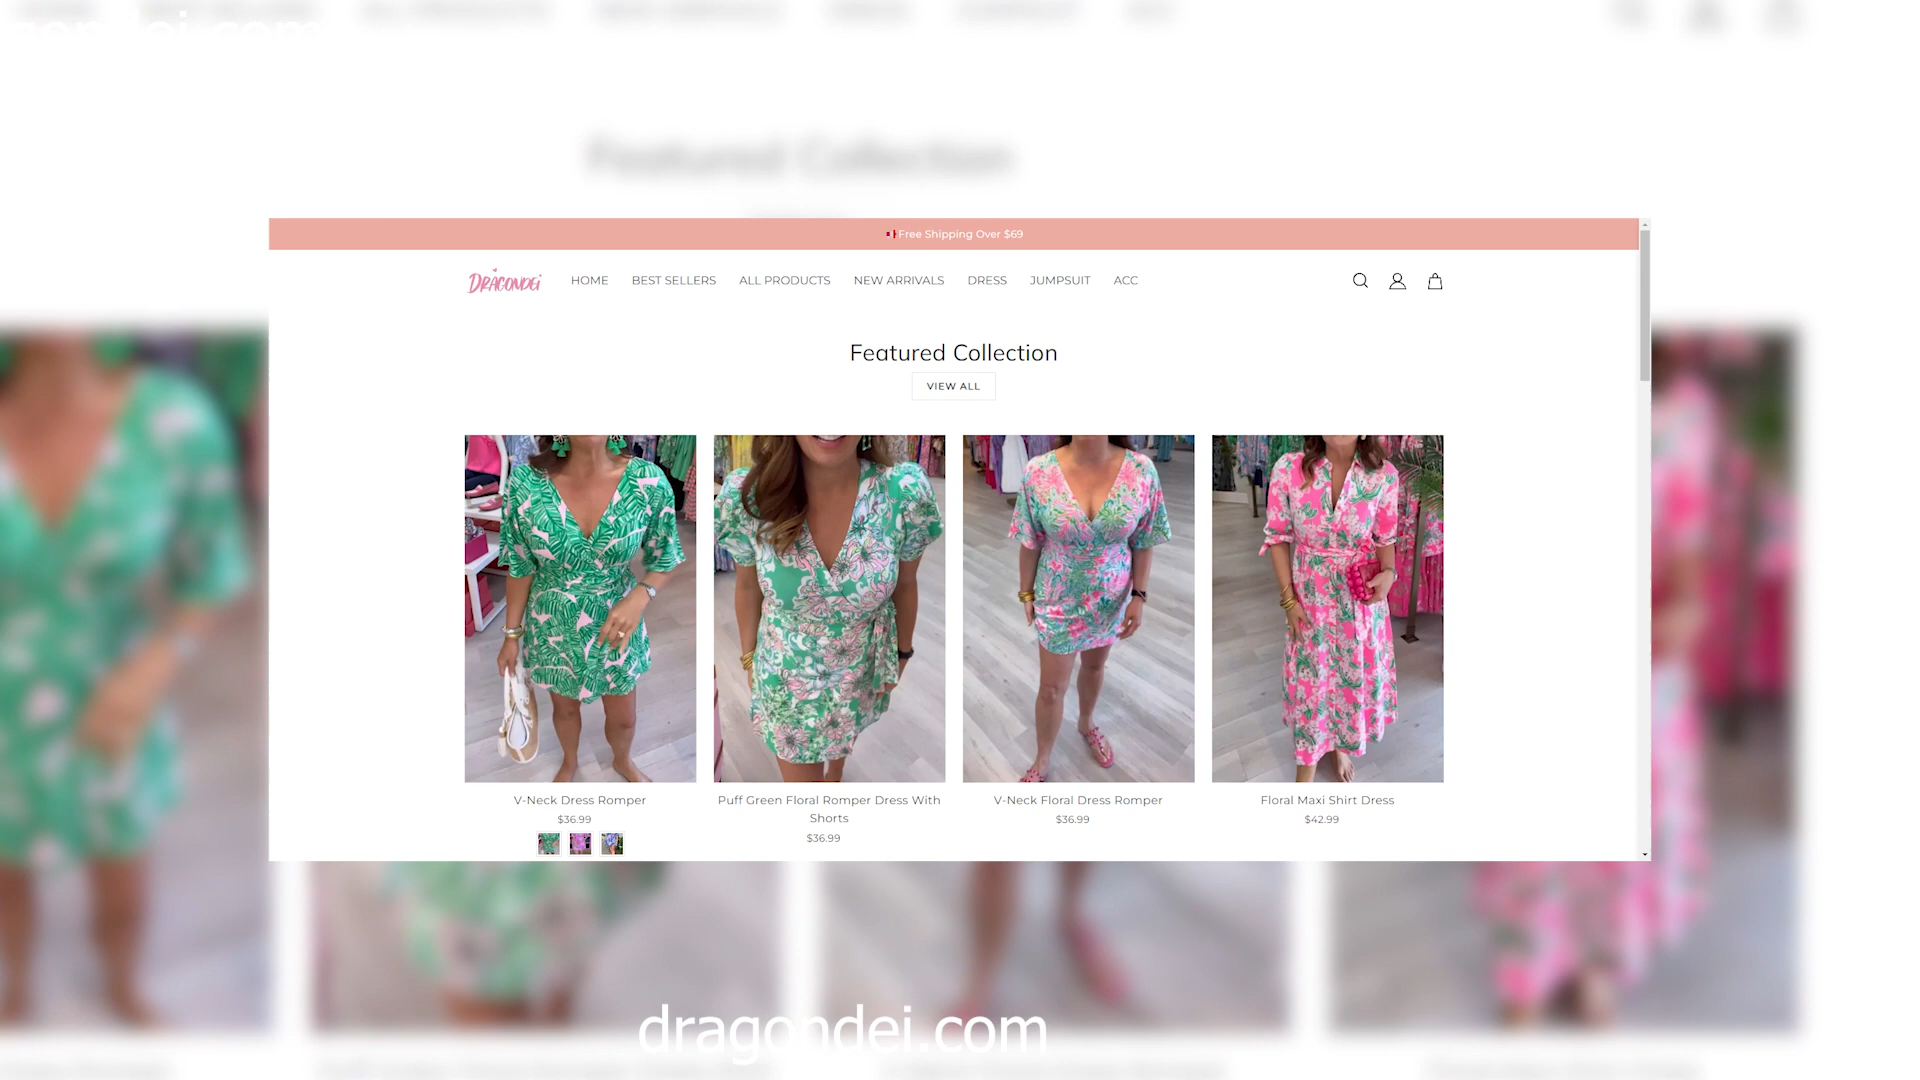 Free Shipping Over $69
DRAGONDEI
HOME BEST SELLERS ALL PRODUCTS NEW ARRIVALS DRESS JUMPSUIT ACC
Featured Collection
VIEW ALL
V-Neck Dress Romper
$36.99
Puff Green Floral Romper Dress With
Shorts
$36.99
V-Neck Floral Dress Romper
$36.99
Floral Maxi Shirt Dress
$42.99
dragondei.com